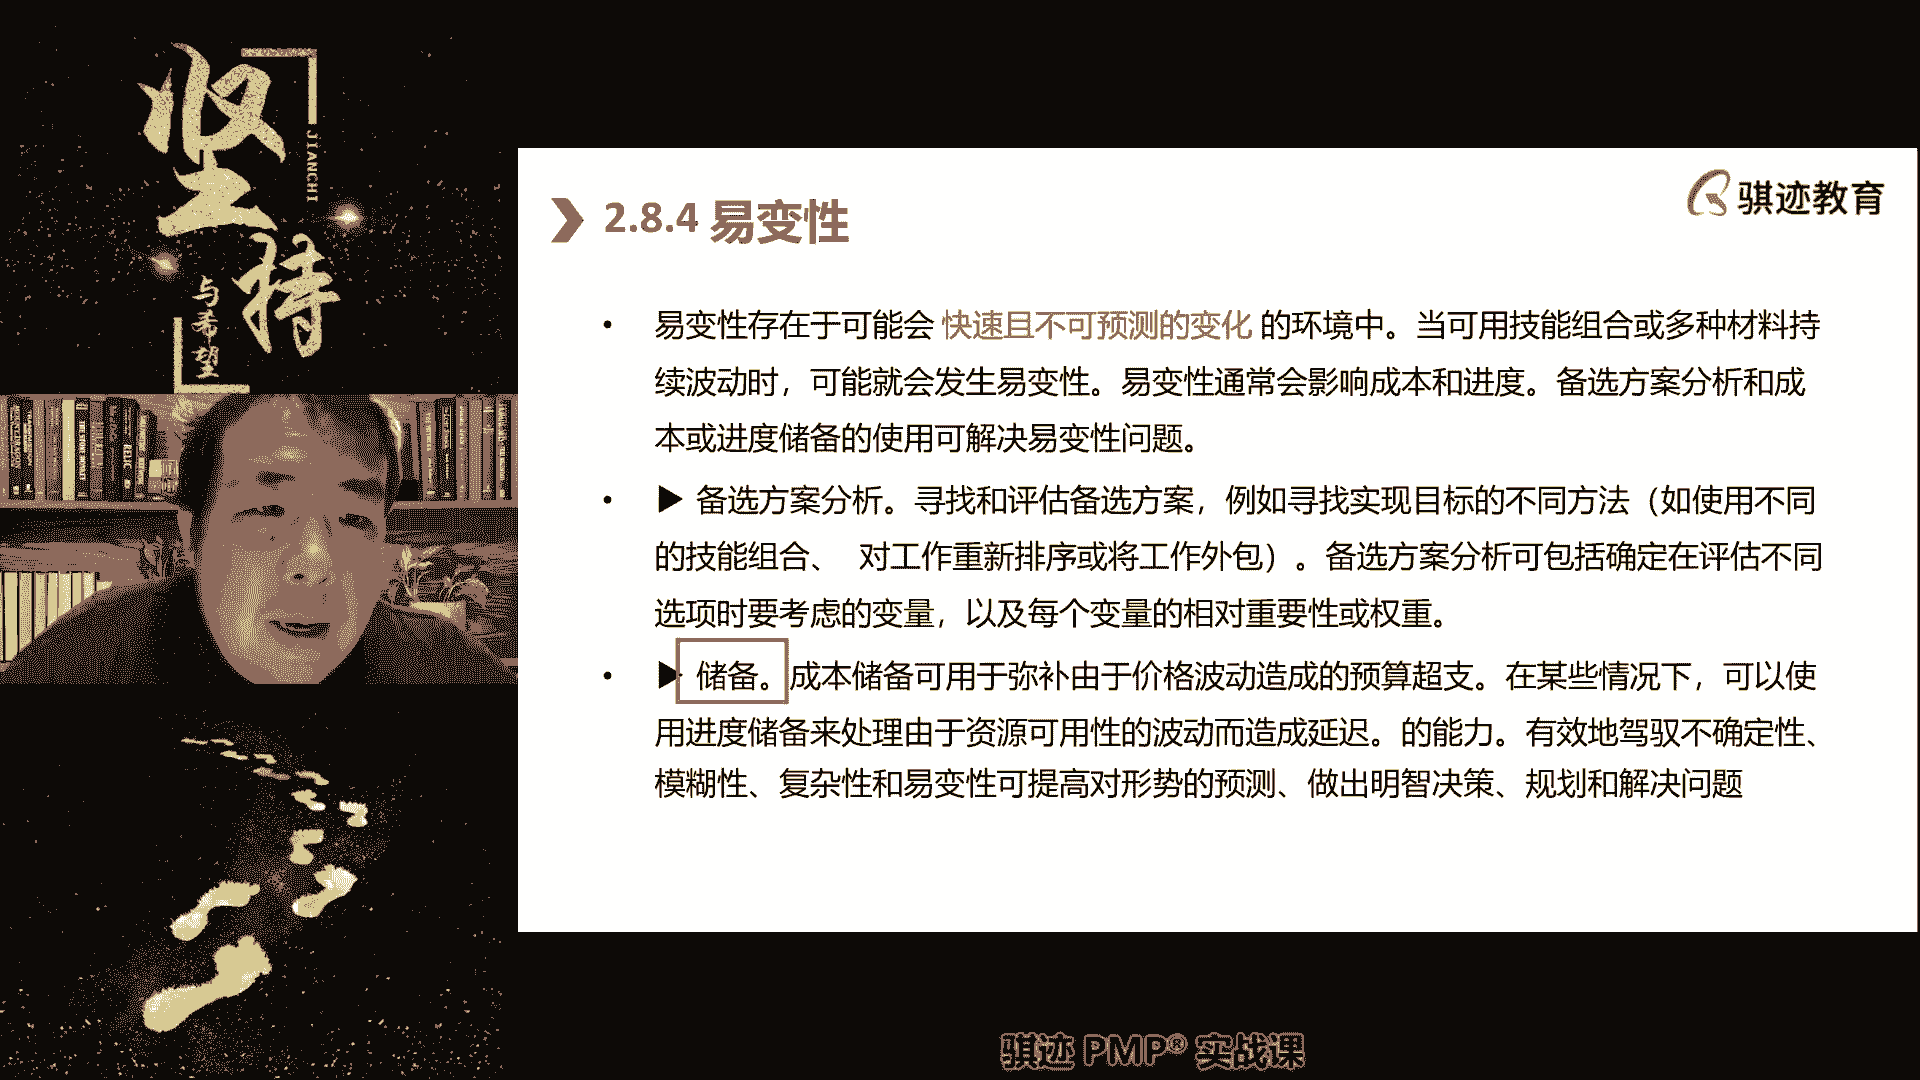 坚持
JIANCHI
与希望
骐迹教育
2.8.4 易变性
• 易变性存在于可能会 快速且不可预测的变化 的环境中。当可用技能组合或多种材料持
续波动时，可能就会发生易变性。易变性通常会影响成本和进度。备选方案分析和成
本或进度储备的使用可解决易变性问题。
• ▶ 备选方案分析。寻找和评估备选方案，例如寻找实现目标的不同方法（如使用不同
的技能组合、 对工作重新排序或将工作外包）。备选方案分析可包括确定在评估不同
选项时要考虑的变量，以及每个变量的相对重要性或权重。
• ▶ 储备。成本储备可用于弥补由于价格波动造成的预算超支。在某些情况下，可以使
用进度储备来处理由于资源可用性的波动而造成延迟。的能力。有效地驾驭不确定性、
模糊性、复杂性和易变性可提高对形势的预测、做出明智决策、规划和解决问题
骐迹 PMP® 实战课